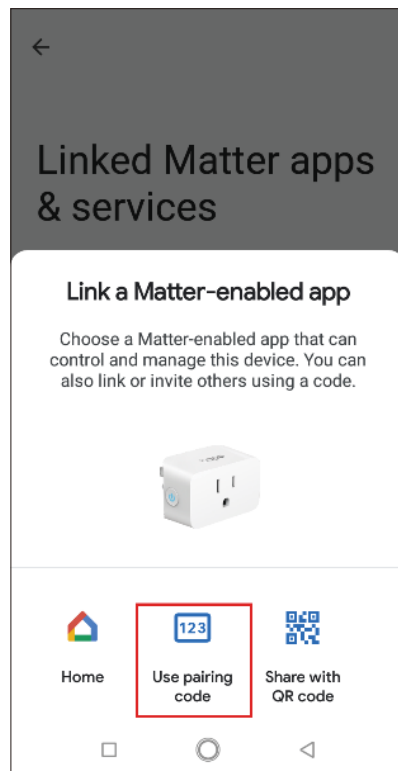 Linked Matter apps
& services
Link a Matter-enabled app
Choose a Matter-enabled app that can
control and manage this device. You can
also link or invite others using a code.
123
Home
Use pairing
code
Share with
QR code